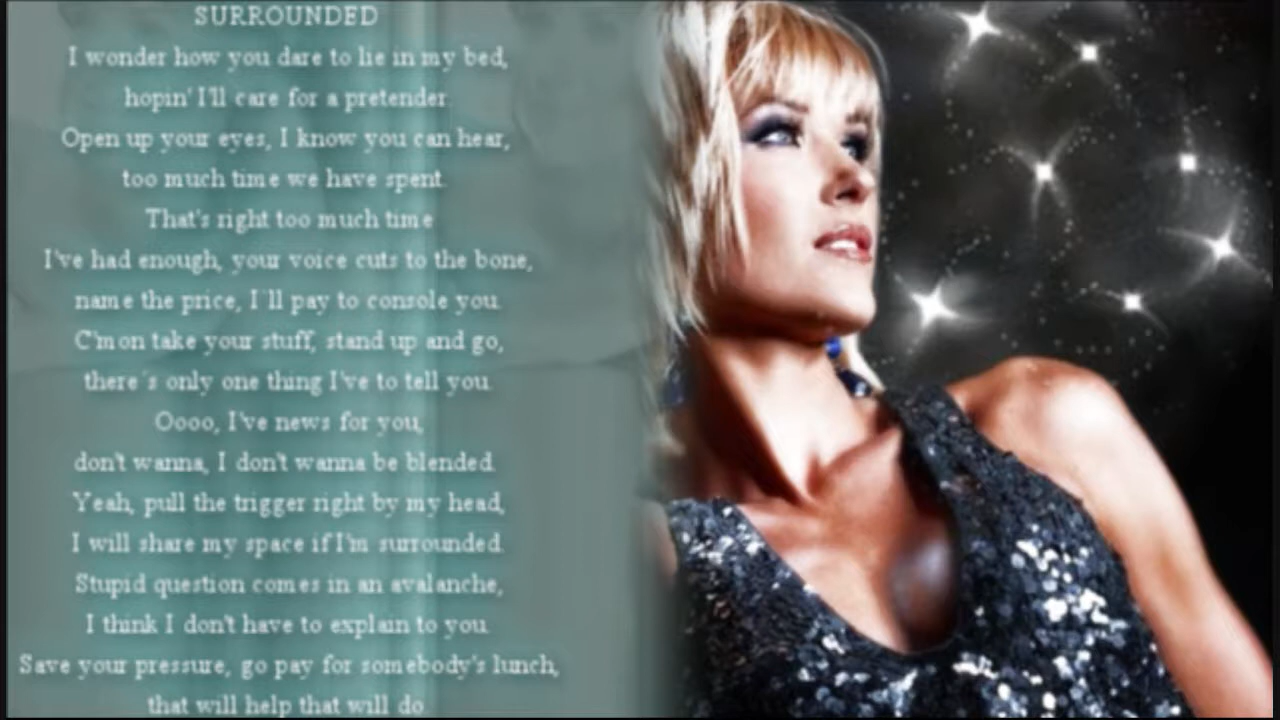 SURROUNDED
I wonder how you dare to lie in my bed,
hopin' I'll care for a pretender.
Open up your eyes, I know you can hear,
too much time we have spent.
That's right too much time
I've had enough, your voice cuts to the bone,
name the price, I´ll pay to console you.
C'mon take your stuff, stand up and go,
there´s only one thing I've to tell you.
Oooo, I've news for you,
don't wanna, I don't wanna be blended.
Yeah, pull the trigger right by my head,
I will share my space if I'm surrounded.
Stupid question comes in an avalanche,
I think I don't have to explain to you.
Save your pressure, go pay for somebody's lunch,
that will help that will do